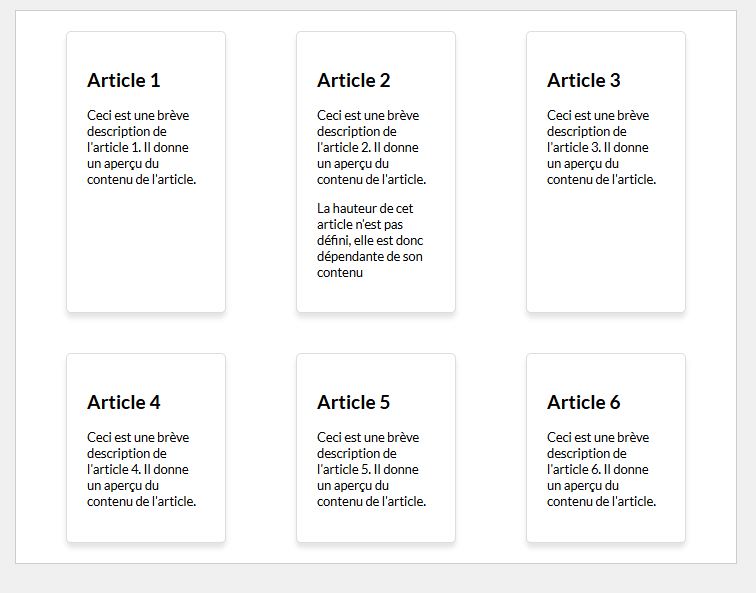 Article 1
Ceci est une brève
description de
l'article 1. Il donne
un aperçu du
contenu de l'article.
Article 2
Ceci est une brève
description de
l'article 2. Il donne
un aperçu du
contenu de l'article.
La hauteur de cet
article n'est pas
défini, elle est donc
dépendante de son
contenu
Article 3
Ceci est une brève
description de
l'article 3. Il donne
un aperçu du
contenu de l'article.
Article 4
Ceci est une brève
description de
l'article 4. Il donne
un aperçu du
contenu de l'article.
Article 5
Ceci est une brève
description de
l'article 5. Il donne
un aperçu du
contenu de l'article.
Article 6
Ceci est une brève
description de
l'article 6. Il donne
un aperçu du
contenu de l'article.